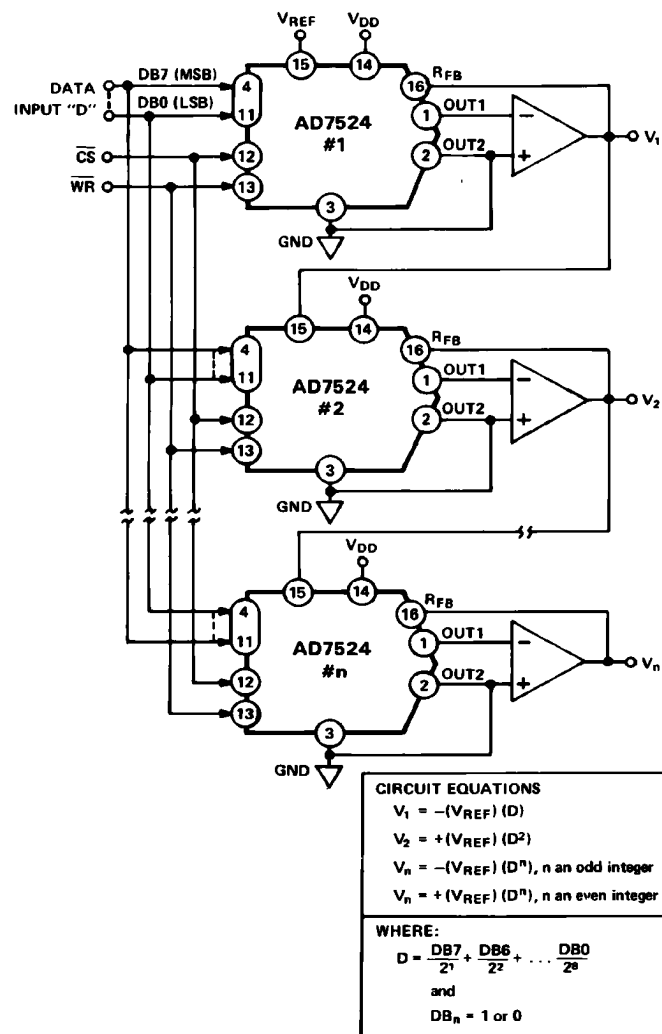 VREF VDD
15 14
DATA DB7 (MSB) 4 16 RFB
INPUT "D" DB0 (LSB) 11 1 OUT1 −
AD7524
#1
V1
CS 12 2 OUT2 +
WR 13
3
GND
VDD
15 14
4 16 RFB
11 1 OUT1 −
AD7524
#2
V2
12 2 OUT2 +
13
3
GND
VDD
15 14
4 16 RFB
11 1 OUT1 −
AD7524
#n
Vn
12 2 OUT2 +
13
3
GND
CIRCUIT EQUATIONS
V1 = −(VREF) (D)
V2 = +(VREF) (D²)
Vn = −(VREF) (Dⁿ), n an odd integer
Vn = +(VREF) (Dⁿ), n an even integer
WHERE:
D = DB7/2¹ + DB6/2² + ... DB0/2⁸
and
DBn = 1 or 0